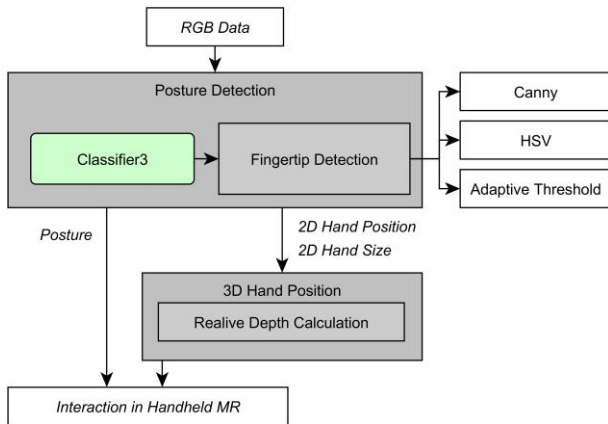 RGB Data
Posture Detection
Classifier3
Fingertip Detection
Canny
HSV
Adaptive Threshold
Posture
2D Hand Position
2D Hand Size
3D Hand Position
Realive Depth Calculation
Interaction in Handheld MR